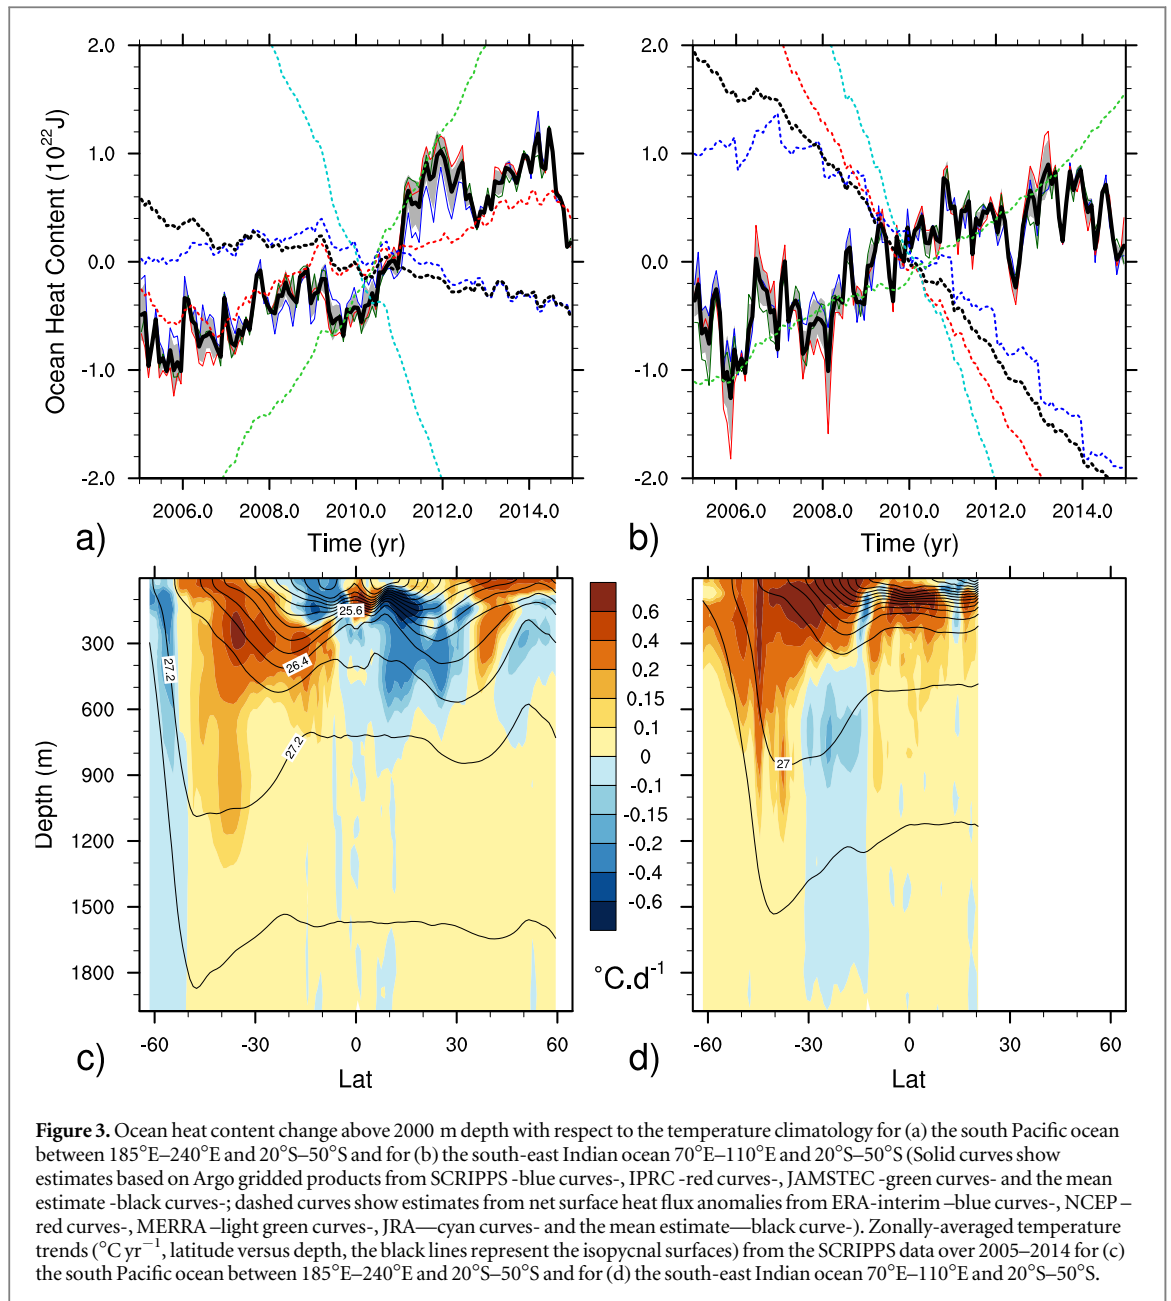 2.0
1.0
0.0
-1.0
-2.0
Ocean Heat Content (10²²J)
2006.0 2008.0 2010.0 2012.0 2014.0
a)
Time (yr)
2.0
1.0
0.0
-1.0
-2.0
2006.0 2008.0 2010.0 2012.0 2014.0
b)
Time (yr)
300
600
900
1200
1500
1800
Depth (m)
27.2
25.6
26.4
27.2
-60 -30 0 30 60
c)
Lat
0.6
0.4
0.2
0.15
0.1
0
-0.1
-0.15
-0.2
-0.4
-0.6
°C.d⁻¹
27
-60 -30 0 30 60
d)
Lat
Figure 3. Ocean heat content change above 2000 m depth with respect to the temperature climatology for (a) the south Pacific ocean
between 185°E–240°E and 20°S–50°S and for (b) the south-east Indian ocean 70°E–110°E and 20°S–50°S (Solid curves show
estimates based on Argo gridded products from SCRIPPS -blue curves-, IPRC -red curves-, JAMSTEC -green curves- and the mean
estimate -black curves-; dashed curves show estimates from net surface heat flux anomalies from ERA-interim –blue curves-, NCEP –
red curves-, MERRA –light green curves-, JRA—cyan curves- and the mean estimate—black curve-). Zonally-averaged temperature
trends (°C yr⁻¹, latitude versus depth, the black lines represent the isopycnal surfaces) from the SCRIPPS data over 2005–2014 for (c)
the south Pacific ocean between 185°E–240°E and 20°S–50°S and for (d) the south-east Indian ocean 70°E–110°E and 20°S–50°S.